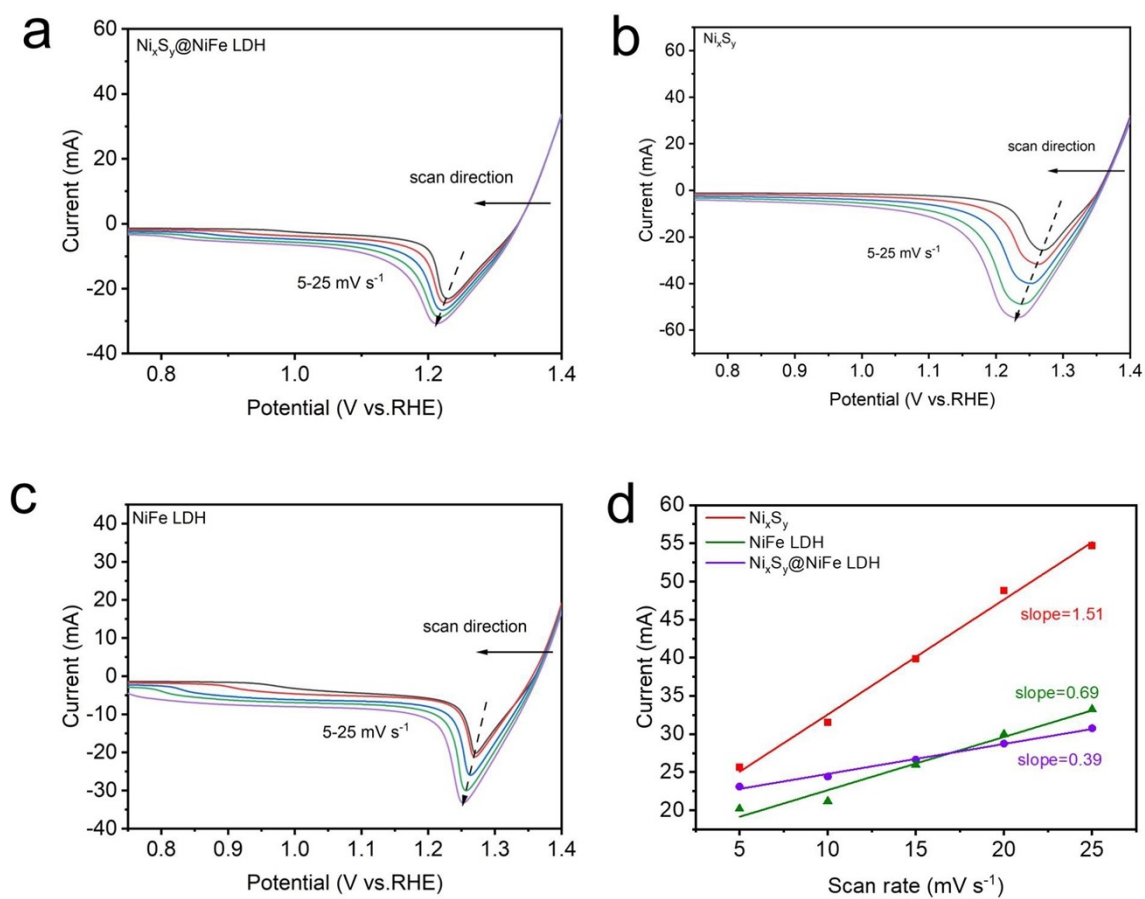 a
Ni₂S_y@NiFe LDH
60
40
20
0
-20
-40
Current (mA)
scan direction
5-25 mV s⁻¹
0.8
1.0
1.2
1.4
Potential (V vs.RHE)
b
NiₓS_y
60
40
20
0
-20
-40
-60
Current (mA)
scan direction
5-25 mV s⁻¹
0.8
0.9
1.0
1.1
1.2
1.3
1.4
Potential (V vs.RHE)
c
NiFe LDH
40
30
20
10
0
-10
-20
-30
-40
Current (mA)
scan direction
5-25 mV s⁻¹
0.8
0.9
1.0
1.1
1.2
1.3
1.4
Potential (V vs.RHE)
d
NiₓS_y
NiFe LDH
NiₓS_y@NiFe LDH
60
55
50
45
40
35
30
25
20
Current (mA)
slope=1.51
slope=0.69
slope=0.39
5
10
15
20
25
Scan rate (mV s⁻¹)